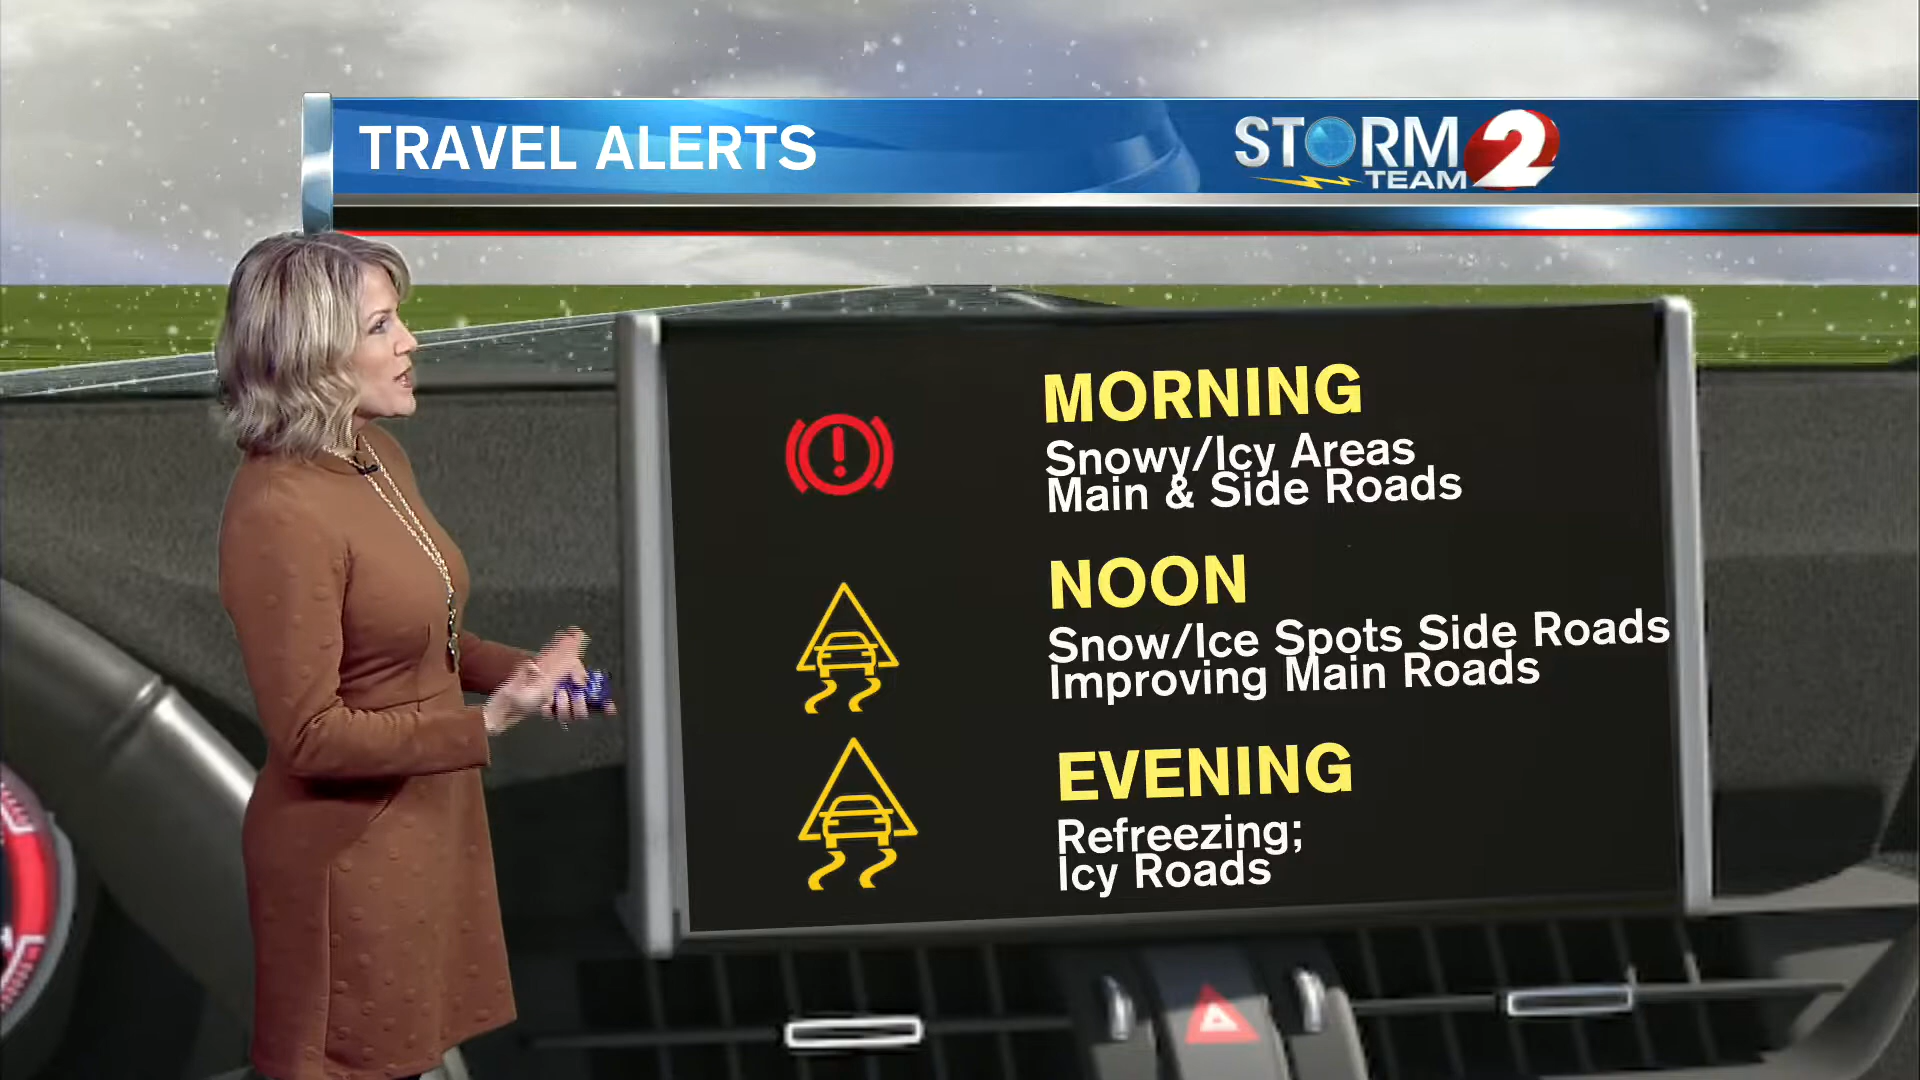 TRAVEL ALERTS
STORM
TEAM 2
MORNING
Snowy/Icy Areas
Main & Side Roads
NOON
Snow/Ice Spots Side Roads
Improving Main Roads
EVENING
Refreezing;
Icy Roads